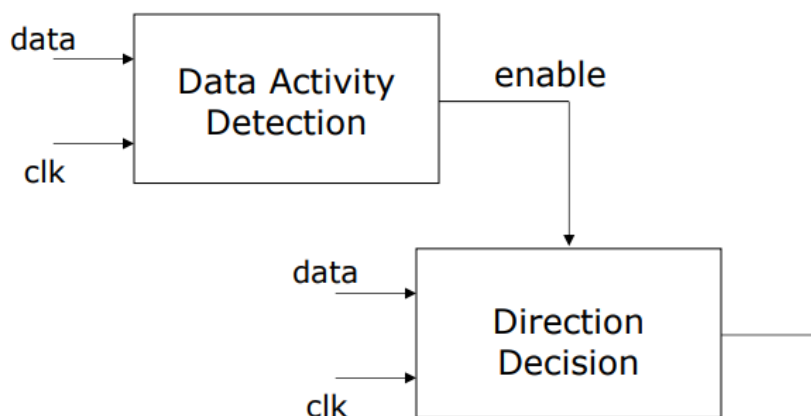 data
Data Activity
Detection
enable
clk
data
Direction
Decision
clk